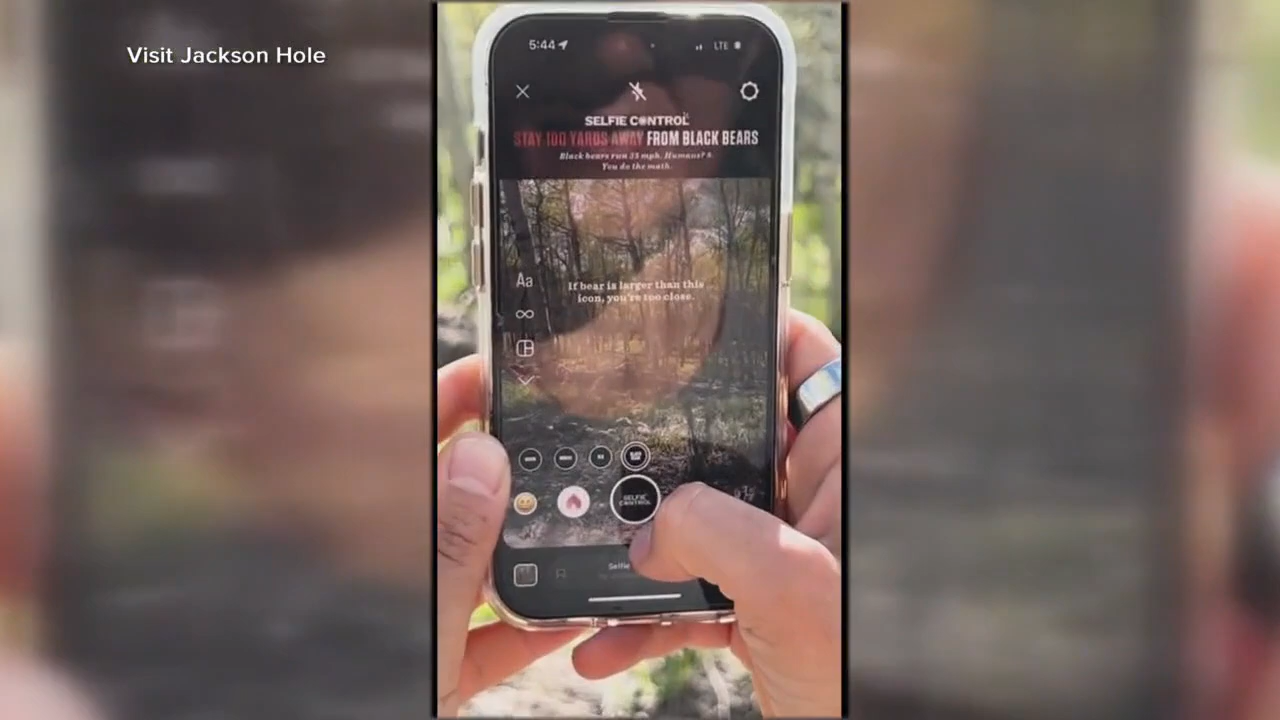 Visit Jackson Hole
5:44
LTE
SELFIE CONTROL
STAY 100 YARDS AWAY FROM BLACK BEARS
Black bears run 35 mph. Humans? 8.
You do the math.
Aa
If bear is larger than this
icon, you're too close.
SELFIE
CONTROL
Selfie